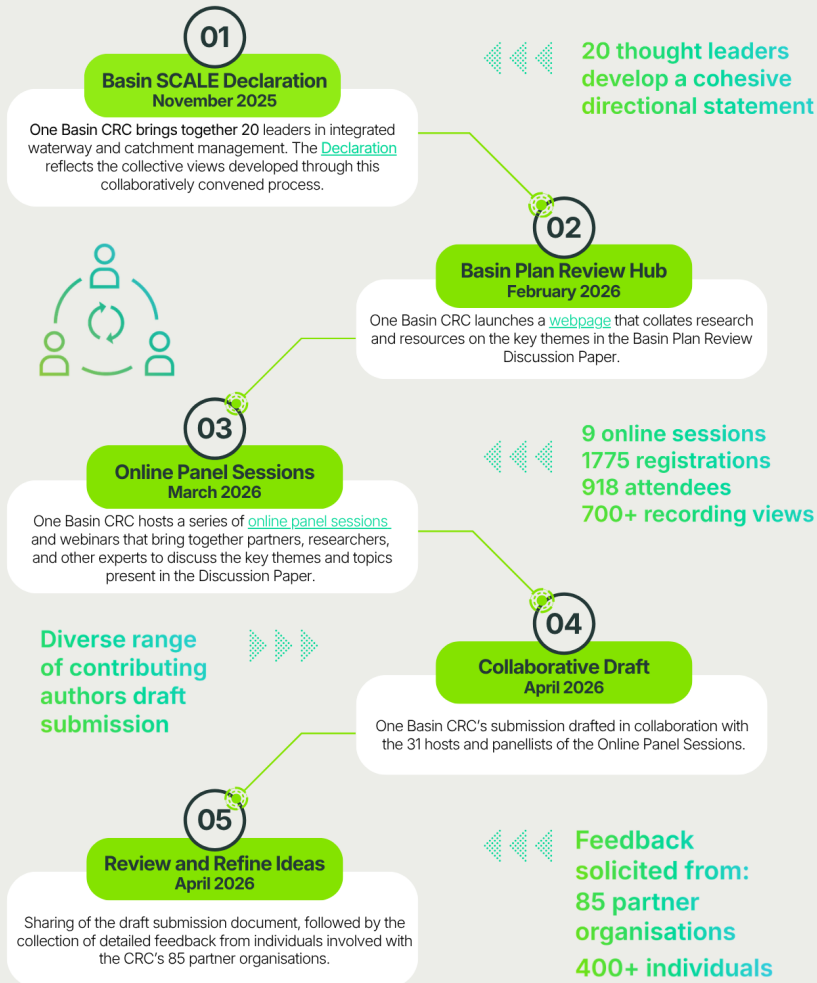 01
Basin SCALE Declaration
November 2025
One Basin CRC brings together 20 leaders in integrated
waterway and catchment management. The Declaration
reflects the collective views developed through this
collaboratively convened process.
20 thought leaders
develop a cohesive
directional statement
02
Basin Plan Review Hub
February 2026
One Basin CRC launches a webpage that collates research
and resources on the key themes in the Basin Plan Review
Discussion Paper.
03
Online Panel Sessions
March 2026
One Basin CRC hosts a series of online panel sessions
and webinars that bring together partners, researchers,
and other experts to discuss the key themes and topics
present in the Discussion Paper.
9 online sessions
1775 registrations
918 attendees
700+ recording views
04
Collaborative Draft
April 2026
One Basin CRC’s submission drafted in collaboration with
the 31 hosts and panellists of the Online Panel Sessions.
Diverse range
of contributing
authors draft
submission
05
Review and Refine Ideas
April 2026
Sharing of the draft submission document, followed by the
collection of detailed feedback from individuals involved with
the CRC’s 85 partner organisations.
Feedback
solicited from:
85 partner
organisations
400+ individuals